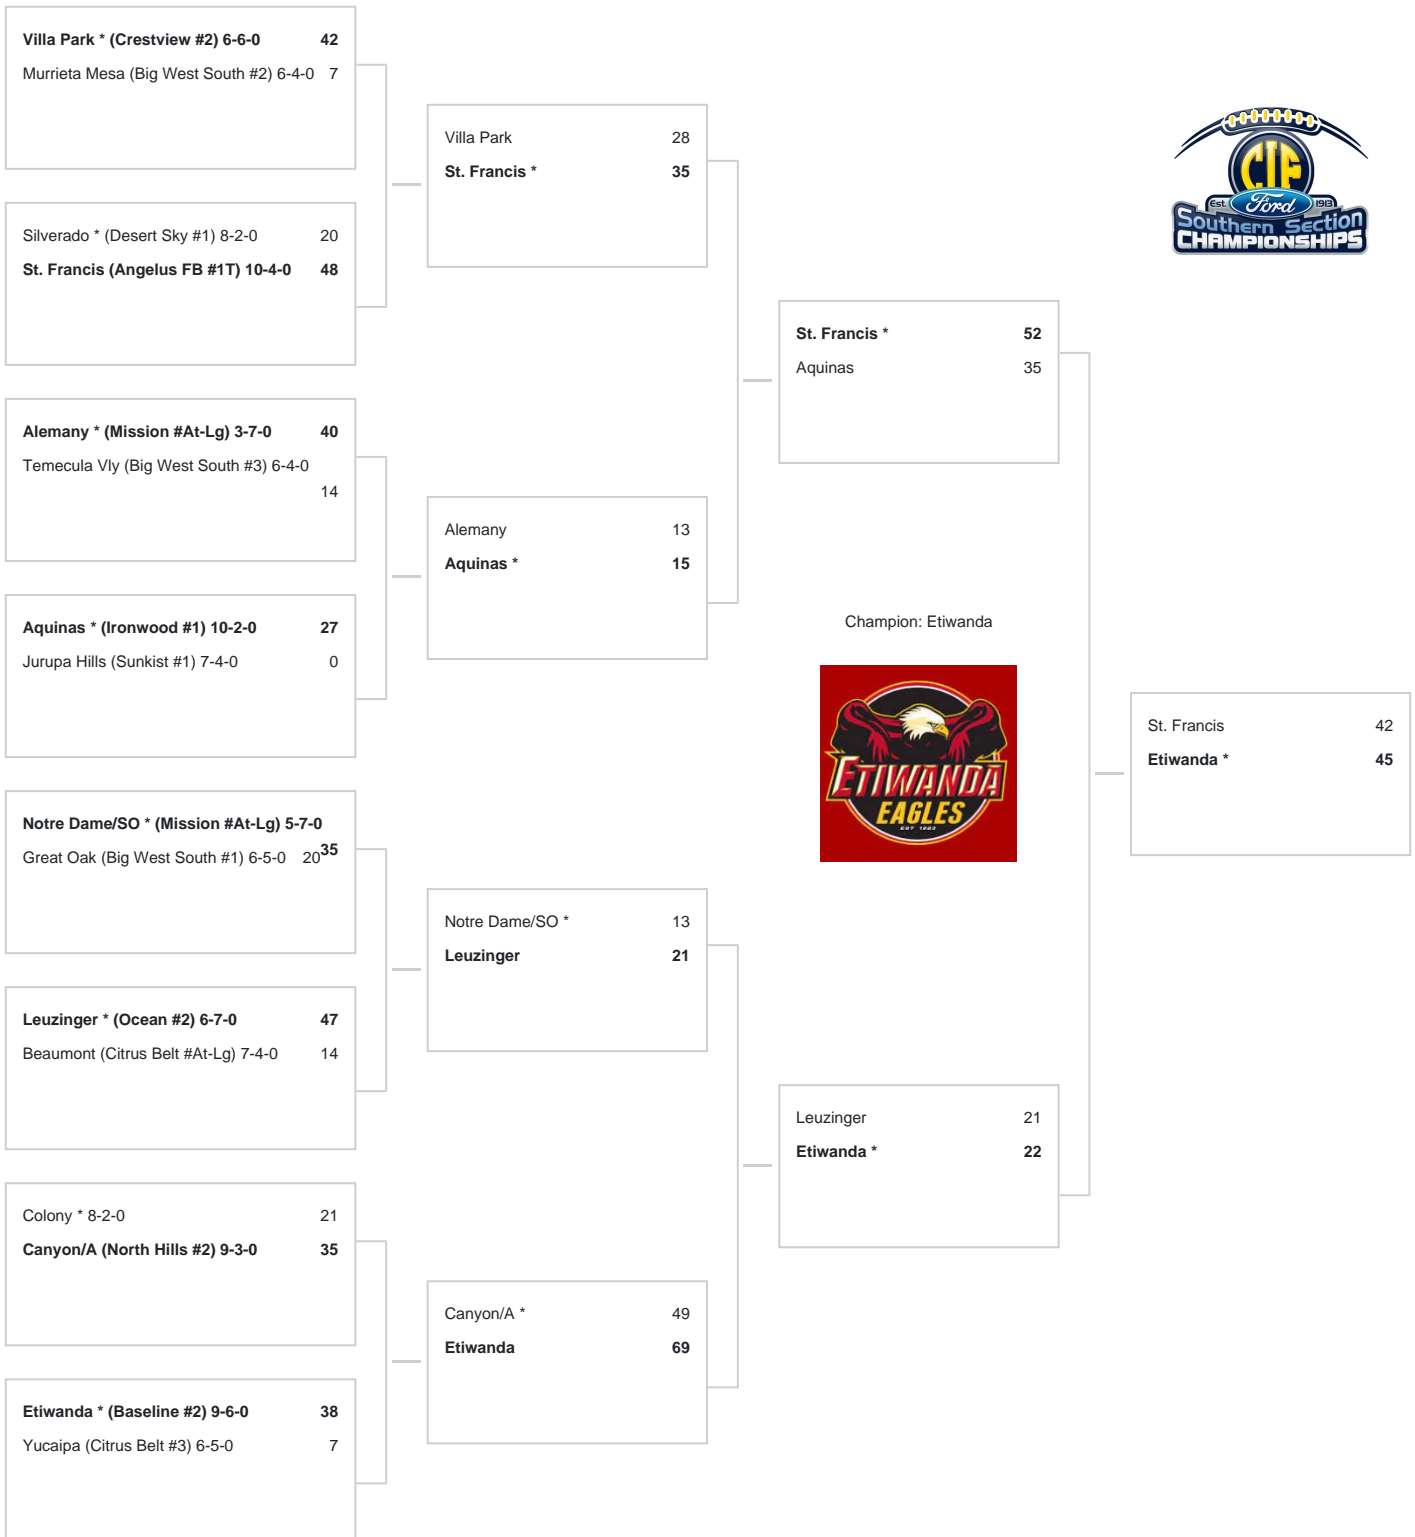 Villa Park * (Crestview #2) 6-6-0 42
Murrieta Mesa (Big West South #2) 6-4-0 7
Silverado * (Desert Sky #1) 8-2-0 20
St. Francis (Angelus FB #1T) 10-4-0 48
Alemany * (Mission #At-Lg) 3-7-0 40
Temecula Vly (Big West South #3) 6-4-0
14
Aquinas * (Ironwood #1) 10-2-0 27
Jurupa Hills (Sunkist #1) 7-4-0 0
Notre Dame/SO * (Mission #At-Lg) 5-7-0
35
Great Oak (Big West South #1) 6-5-0 20
Leuzinger * (Ocean #2) 6-7-0 47
Beaumont (Citrus Belt #At-Lg) 7-4-0 14
Colony * 8-2-0 21
Canyon/A (North Hills #2) 9-3-0 35
Etiwanda * (Baseline #2) 9-6-0 38
Yucaipa (Citrus Belt #3) 6-5-0 7
Villa Park 28
St. Francis * 35
Alemany 13
Aquinas * 15
Notre Dame/SO * 13
Leuzinger 21
Canyon/A * 49
Etiwanda 69
St. Francis * 52
Aquinas 35
Leuzinger 21
Etiwanda * 22
St. Francis 42
Etiwanda * 45
CIF
Est. Ford 1913
Southern Section
CHAMPIONSHIPS
Champion: Etiwanda
ETIWANDA
EAGLES
EST 1883